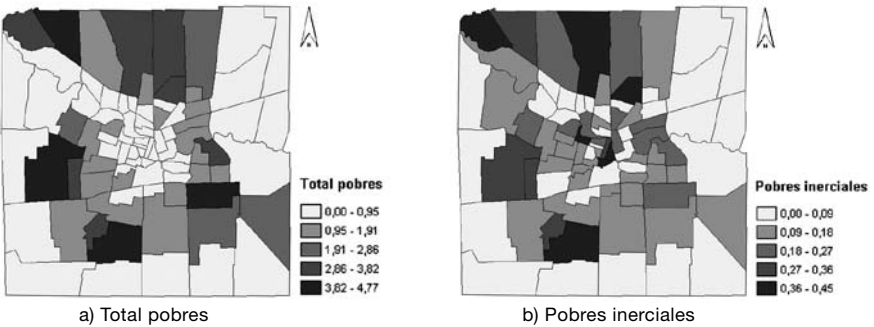 N
Total pobres
0,00 - 0,95
0,95 - 1,91
1,91 - 2,86
2,86 - 3,82
3,82 - 4,77
a) Total pobres
N
Pobres inerciales
0,00 - 0,09
0,09 - 0,18
0,18 - 0,27
0,27 - 0,36
0,36 - 0,45
b) Pobres inerciales